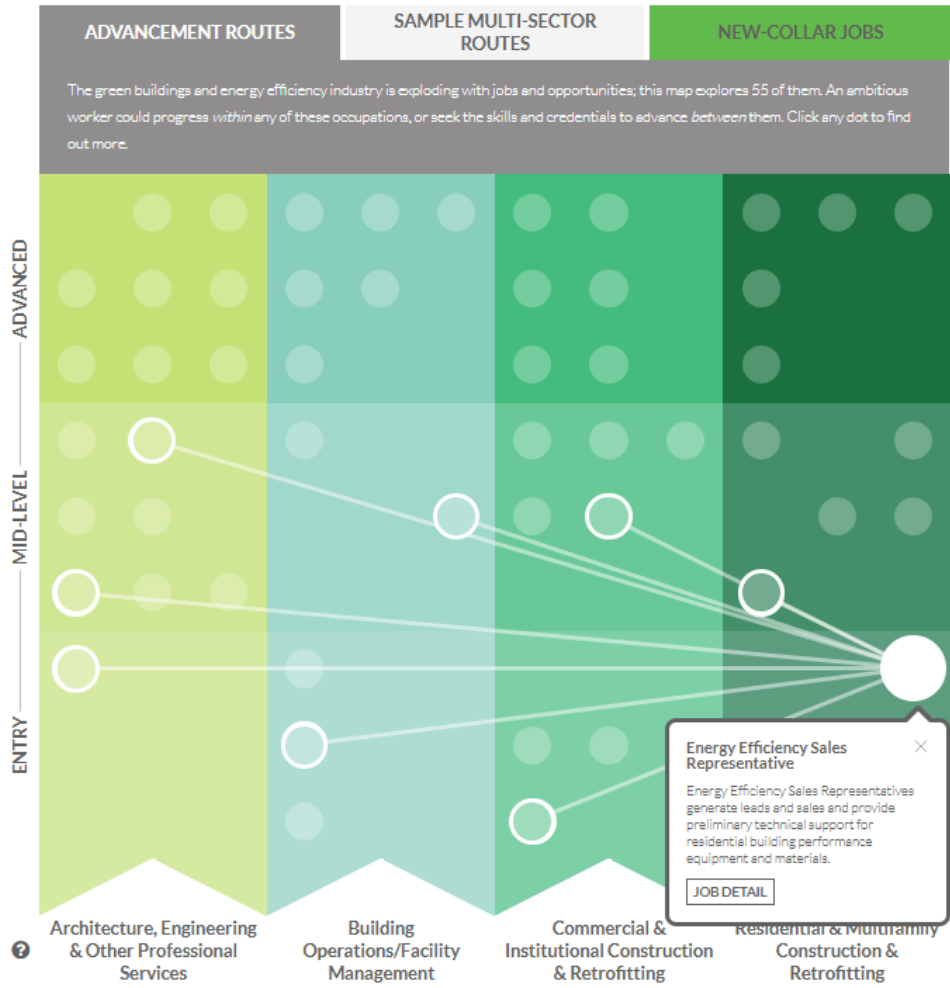 ADVANCEMENT ROUTES
SAMPLE MULTI-SECTOR
ROUTES
NEW-COLLAR JOBS
The green buildings and energy efficiency industry is exploding with jobs and opportunities; this map explores 55 of them. An ambitious
worker could progress within any of these occupations, or seek the skills and credentials to advance between them. Click any dot to find
out more.
ADVANCED
MID-LEVEL
ENTRY
Energy Efficiency Sales
Representative
Energy Efficiency Sales Representatives
generate leads and sales and provide
preliminary technical support for
residential building performance
equipment and materials.
JOB DETAIL
Architecture, Engineering
& Other Professional
Services
Building
Operations/Facility
Management
Commercial &
Institutional Construction
& Retrofitting
Residential & Multifamily
Construction &
Retrofitting
?